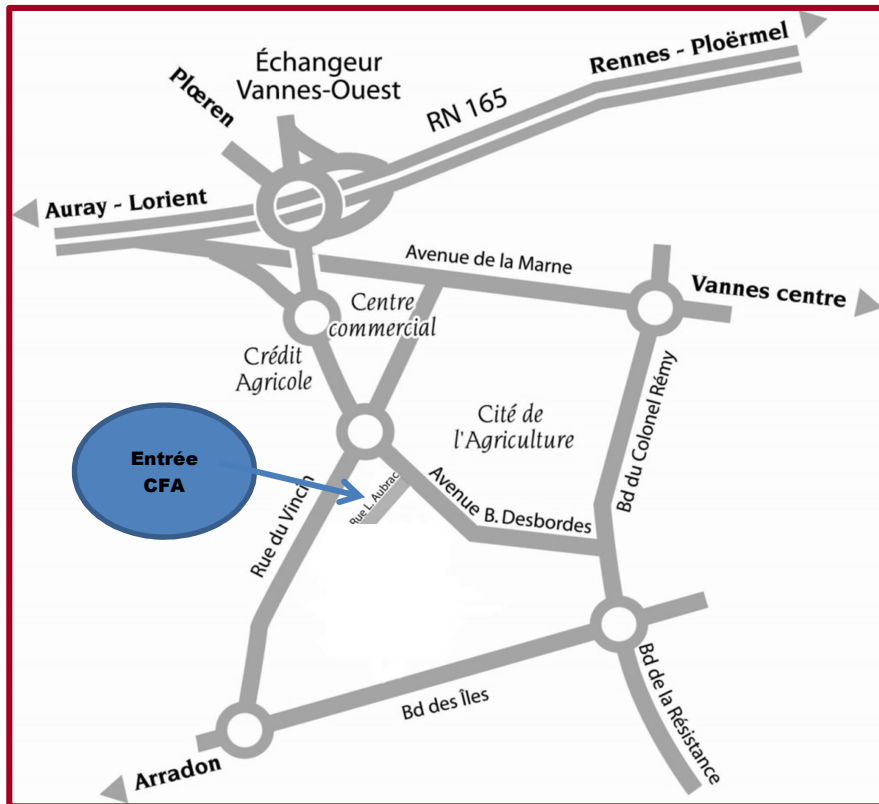 Rennes - Ploërmel
Échangeur
Vannes-Ouest
Plœren
RN 165
Auray - Lorient
Avenue de la Marne
Vannes centre
Centre
commercial
Crédit
Agricole
Bd du Colonel Rémy
Cité de
l'Agriculture
Entrée
CFA
Rue du Vincin
Rue L. Aubrac
Avenue B. Desbordes
Bd des Îles
Bd de la Résistance
Arradon